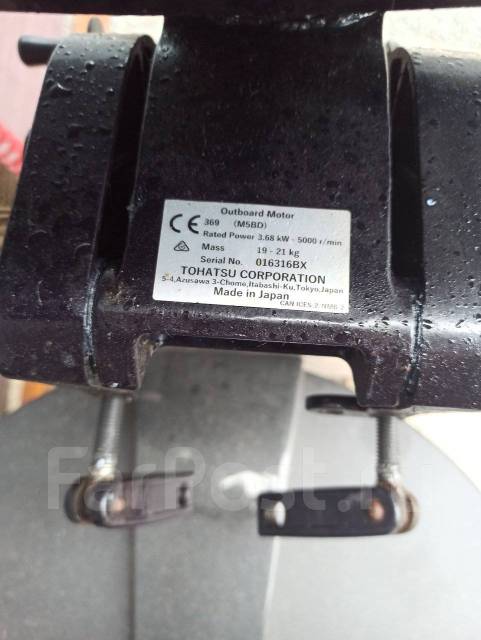 Outboard Motor
CE 369 (M5BD)
Rated Power 3.68 kW - 5000 r/min
Mass 19 - 21 kg
Serial No. 016316BX
TOHATSU CORPORATION
5-4,Azusawa 3-Chome,Itabashi-Ku,Tokyo,Japan
Made in Japan
CAN ICES-2/NMB-2
FarPost.ru